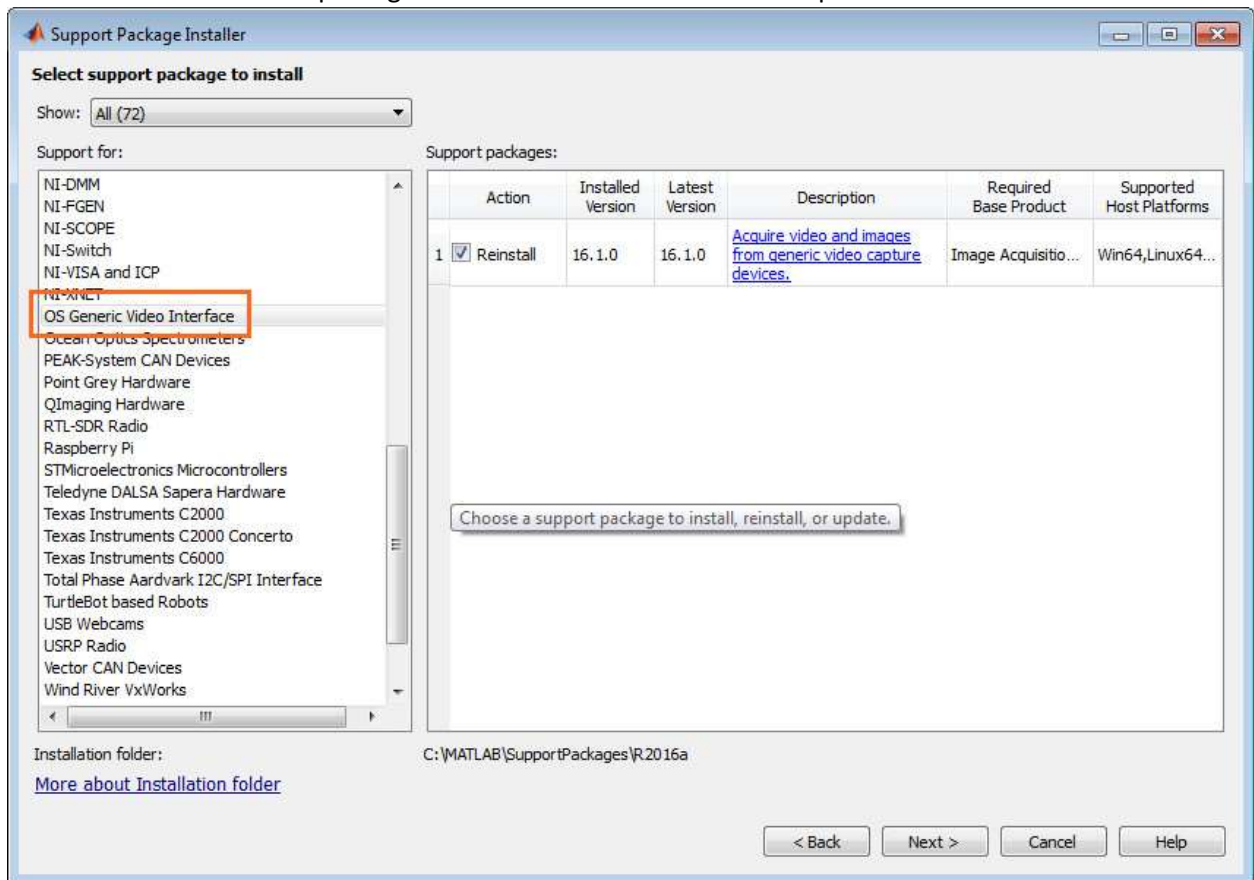 Support Package Installer
Select support package to install
Show: All (72)
Support for:
NI-DMM
NI-FGEN
NI-SCOPE
NI-Switch
NI-VISA and ICP
NI-XNET
OS Generic Video Interface
Ocean Optics Spectrometers
PEAK-System CAN Devices
Point Grey Hardware
QImaging Hardware
RTL-SDR Radio
Raspberry Pi
STMicroelectronics Microcontrollers
Teledyne DALSA Sapera Hardware
Texas Instruments C2000
Texas Instruments C2000 Concerto
Texas Instruments C6000
Total Phase Aardvark I2C/SPI Interface
TurtleBot based Robots
USB Webcams
USRP Radio
Vector CAN Devices
Wind River VxWorks
Support packages:
Action Installed Version Latest Version Description Required Base Product Supported Host Platforms
1 Reinstall 16.1.0 16.1.0 Acquire video and images from generic video capture devices. Image Acquisitio... Win64,Linux64...
Choose a support package to install, reinstall, or update.
Installation folder: C:\MATLAB\SupportPackages\R2016a
More about Installation folder
< Back Next > Cancel Help